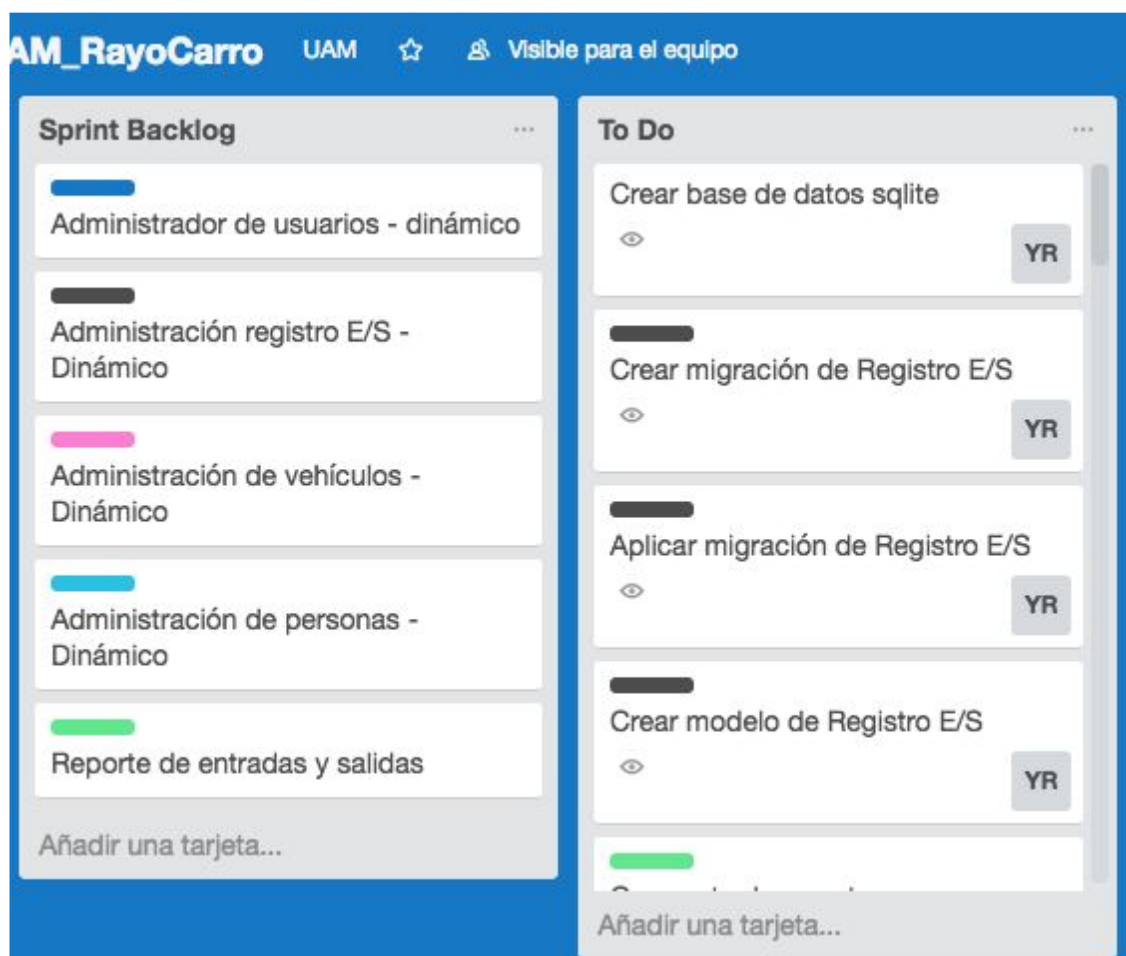 AM_RayoCarro UAM Visible para el equipo
Sprint Backlog ...
Administrador de usuarios - dinámico
Administración registro E/S -
Dinámico
Administración de vehículos -
Dinámico
Administración de personas -
Dinámico
Reporte de entradas y salidas
Añadir una tarjeta...
To Do ...
Crear base de datos sqlite
YR
Crear migración de Registro E/S
YR
Aplicar migración de Registro E/S
YR
Crear modelo de Registro E/S
YR
Añadir una tarjeta...